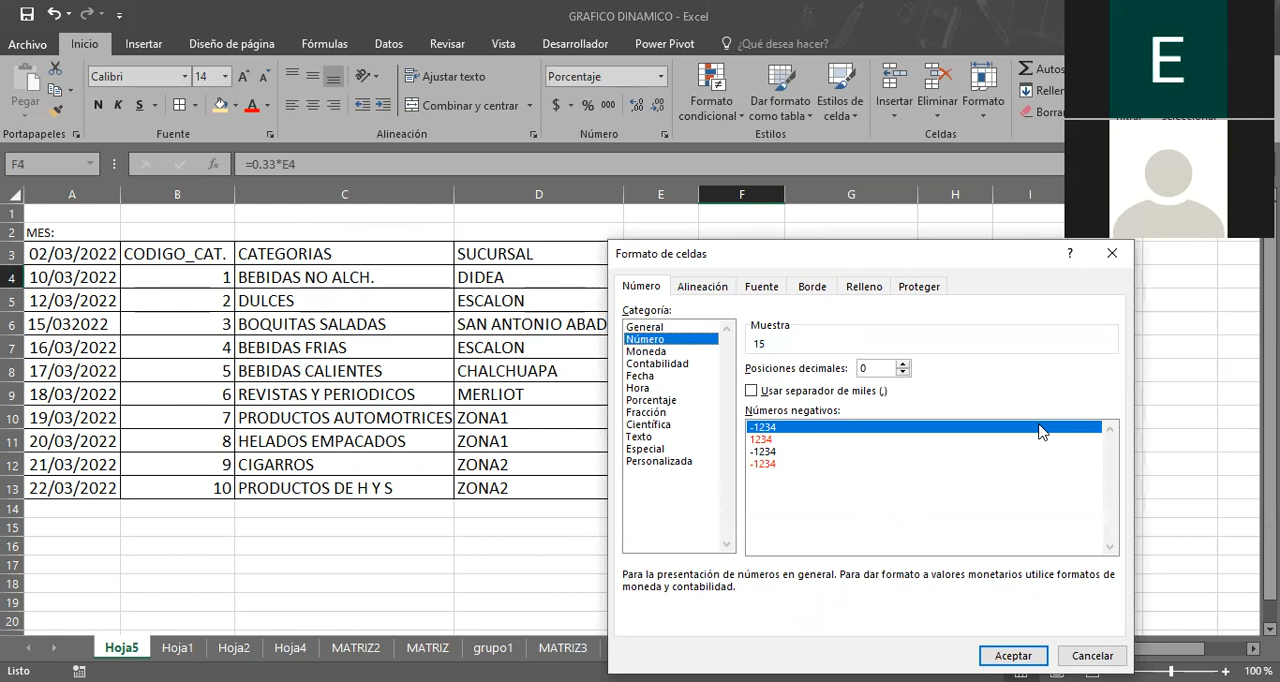 GRAFICO DINAMICO - Excel
E
Archivo Inicio Insertar Diseño de página Fórmulas Datos Revisar Vista Desarrollador Power Pivot ¿Qué desea hacer?
Pegar
Calibri 14
N K S
Ajustar texto
Combinar y centrar
Porcentaje
$ % 000
Formato condicional
Dar formato como tabla
Estilos de celda
Insertar Eliminar Formato
Autos
Rellen
Borra
Portapapeles Fuente Alineación Número Estilos Celdas
F4 fx =0.33*E4
A B C D E F G H I
1
2 MES:
3 02/03/2022 CODIGO_CAT. CATEGORIAS SUCURSAL
4 10/03/2022 1 BEBIDAS NO ALCH. DIDEA
5 12/03/2022 2 DULCES ESCALON
6 15/032022 3 BOQUITAS SALADAS SAN ANTONIO ABAD
7 16/03/2022 4 BEBIDAS FRIAS ESCALON
8 17/03/2022 5 BEBIDAS CALIENTES CHALCHUAPA
9 18/03/2022 6 REVISTAS Y PERIODICOS MERLIOT
10 19/03/2022 7 PRODUCTOS AUTOMOTRICES ZONA1
11 20/03/2022 8 HELADOS EMPACADOS ZONA1
12 21/03/2022 9 CIGARROS ZONA2
13 22/03/2022 10 PRODUCTOS DE H Y S ZONA2
14
15
16
17
18
19
20
Formato de celdas ?
Número Alineación Fuente Borde Relleno Proteger
Categoría:
General
Número
Moneda
Contabilidad
Fecha
Hora
Porcentaje
Fracción
Científica
Texto
Especial
Personalizada
Muestra
15
Posiciones decimales: 0
Usar separador de miles (,)
Números negativos:
-1234
1234
-1234
-1234
Para la presentación de números en general. Para dar formato a valores monetarios utilice formatos de
moneda y contabilidad.
Aceptar Cancelar
Hoja5 Hoja1 Hoja2 Hoja4 MATRIZ2 MATRIZ grupo1 MATRIZ3
Listo
100 %